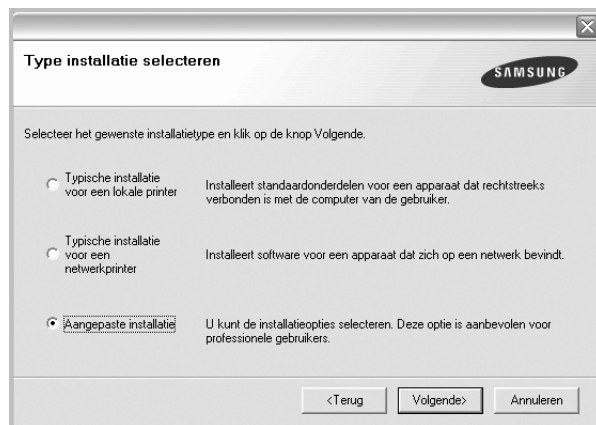 Type installatie selecteren
SAMSUNG
Selecteer het gewenste installatietype en klik op de knop Volgende.
Typische installatie
voor een lokale printer
Installeert standaardonderdelen voor een apparaat dat rechtstreeks
verbonden is met de computer van de gebruiker.
Typische installatie
voor een
netwerkprinter
Installeert software voor een apparaat dat zich op een netwerk bevindt.
Aangepaste installatie
U kunt de installatieopties selecteren. Deze optie is aanbevolen voor
professionele gebruikers.
<Terug
Volgende>
Annuleren